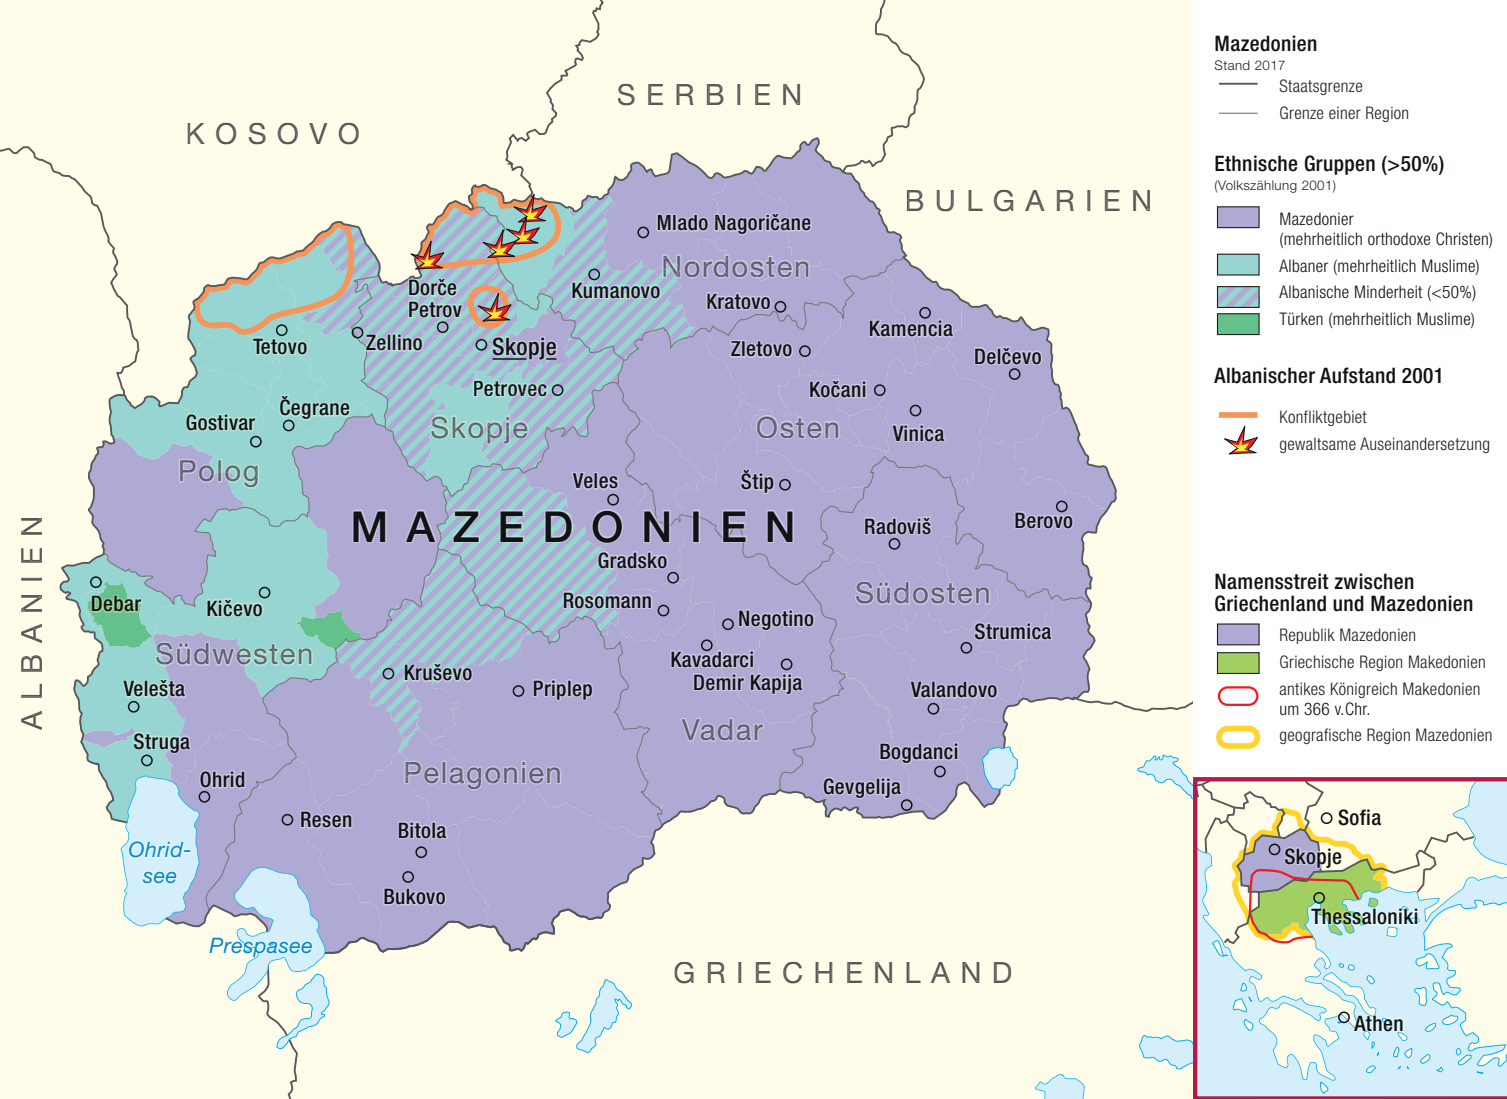 KOSOVO
SERBIEN
BULGARIEN
ALBANIEN
GRIECHENLAND
MAZEDONIEN
Mlado Nagoričane
Nordosten
Kumanovo
Kratovo
Dorče
Petrov
Zellino
Skopje
Tetovo
Petrovec
Skopje
Kamencia
Zletovo
Delčevo
Kočani
Vinica
Osten
Čegrane
Gostivar
Polog
Veles
Štip
Radoviš
Berovo
Gradsko
Rosomann
Negotino
Südosten
Strumica
Debar
Kičevo
Südwesten
Kruševo
Priplep
Kavadarci
Demir Kapija
Velešta
Valandovo
Vadar
Struga
Bogdanci
Ohrid
Pelagonien
Gevgelija
Resen
Bitola
Ohrid-
see
Bukovo
Prespasee
Mazedonien
Stand 2017
Staatsgrenze
Grenze einer Region
Ethnische Gruppen (>50%)
(Volkszählung 2001)
Mazedonier
(mehrheitlich orthodoxe Christen)
Albaner (mehrheitlich Muslime)
Albanische Minderheit (<50%)
Türken (mehrheitlich Muslime)
Albanischer Aufstand 2001
Konfliktgebiet
gewaltsame Auseinandersetzung
Namensstreit zwischen
Griechenland und Mazedonien
Republik Mazedonien
Griechische Region Makedonien
antikes Königreich Makedonien
um 366 v.Chr.
geografische Region Mazedonien
Sofia
Skopje
Thessaloniki
Athen